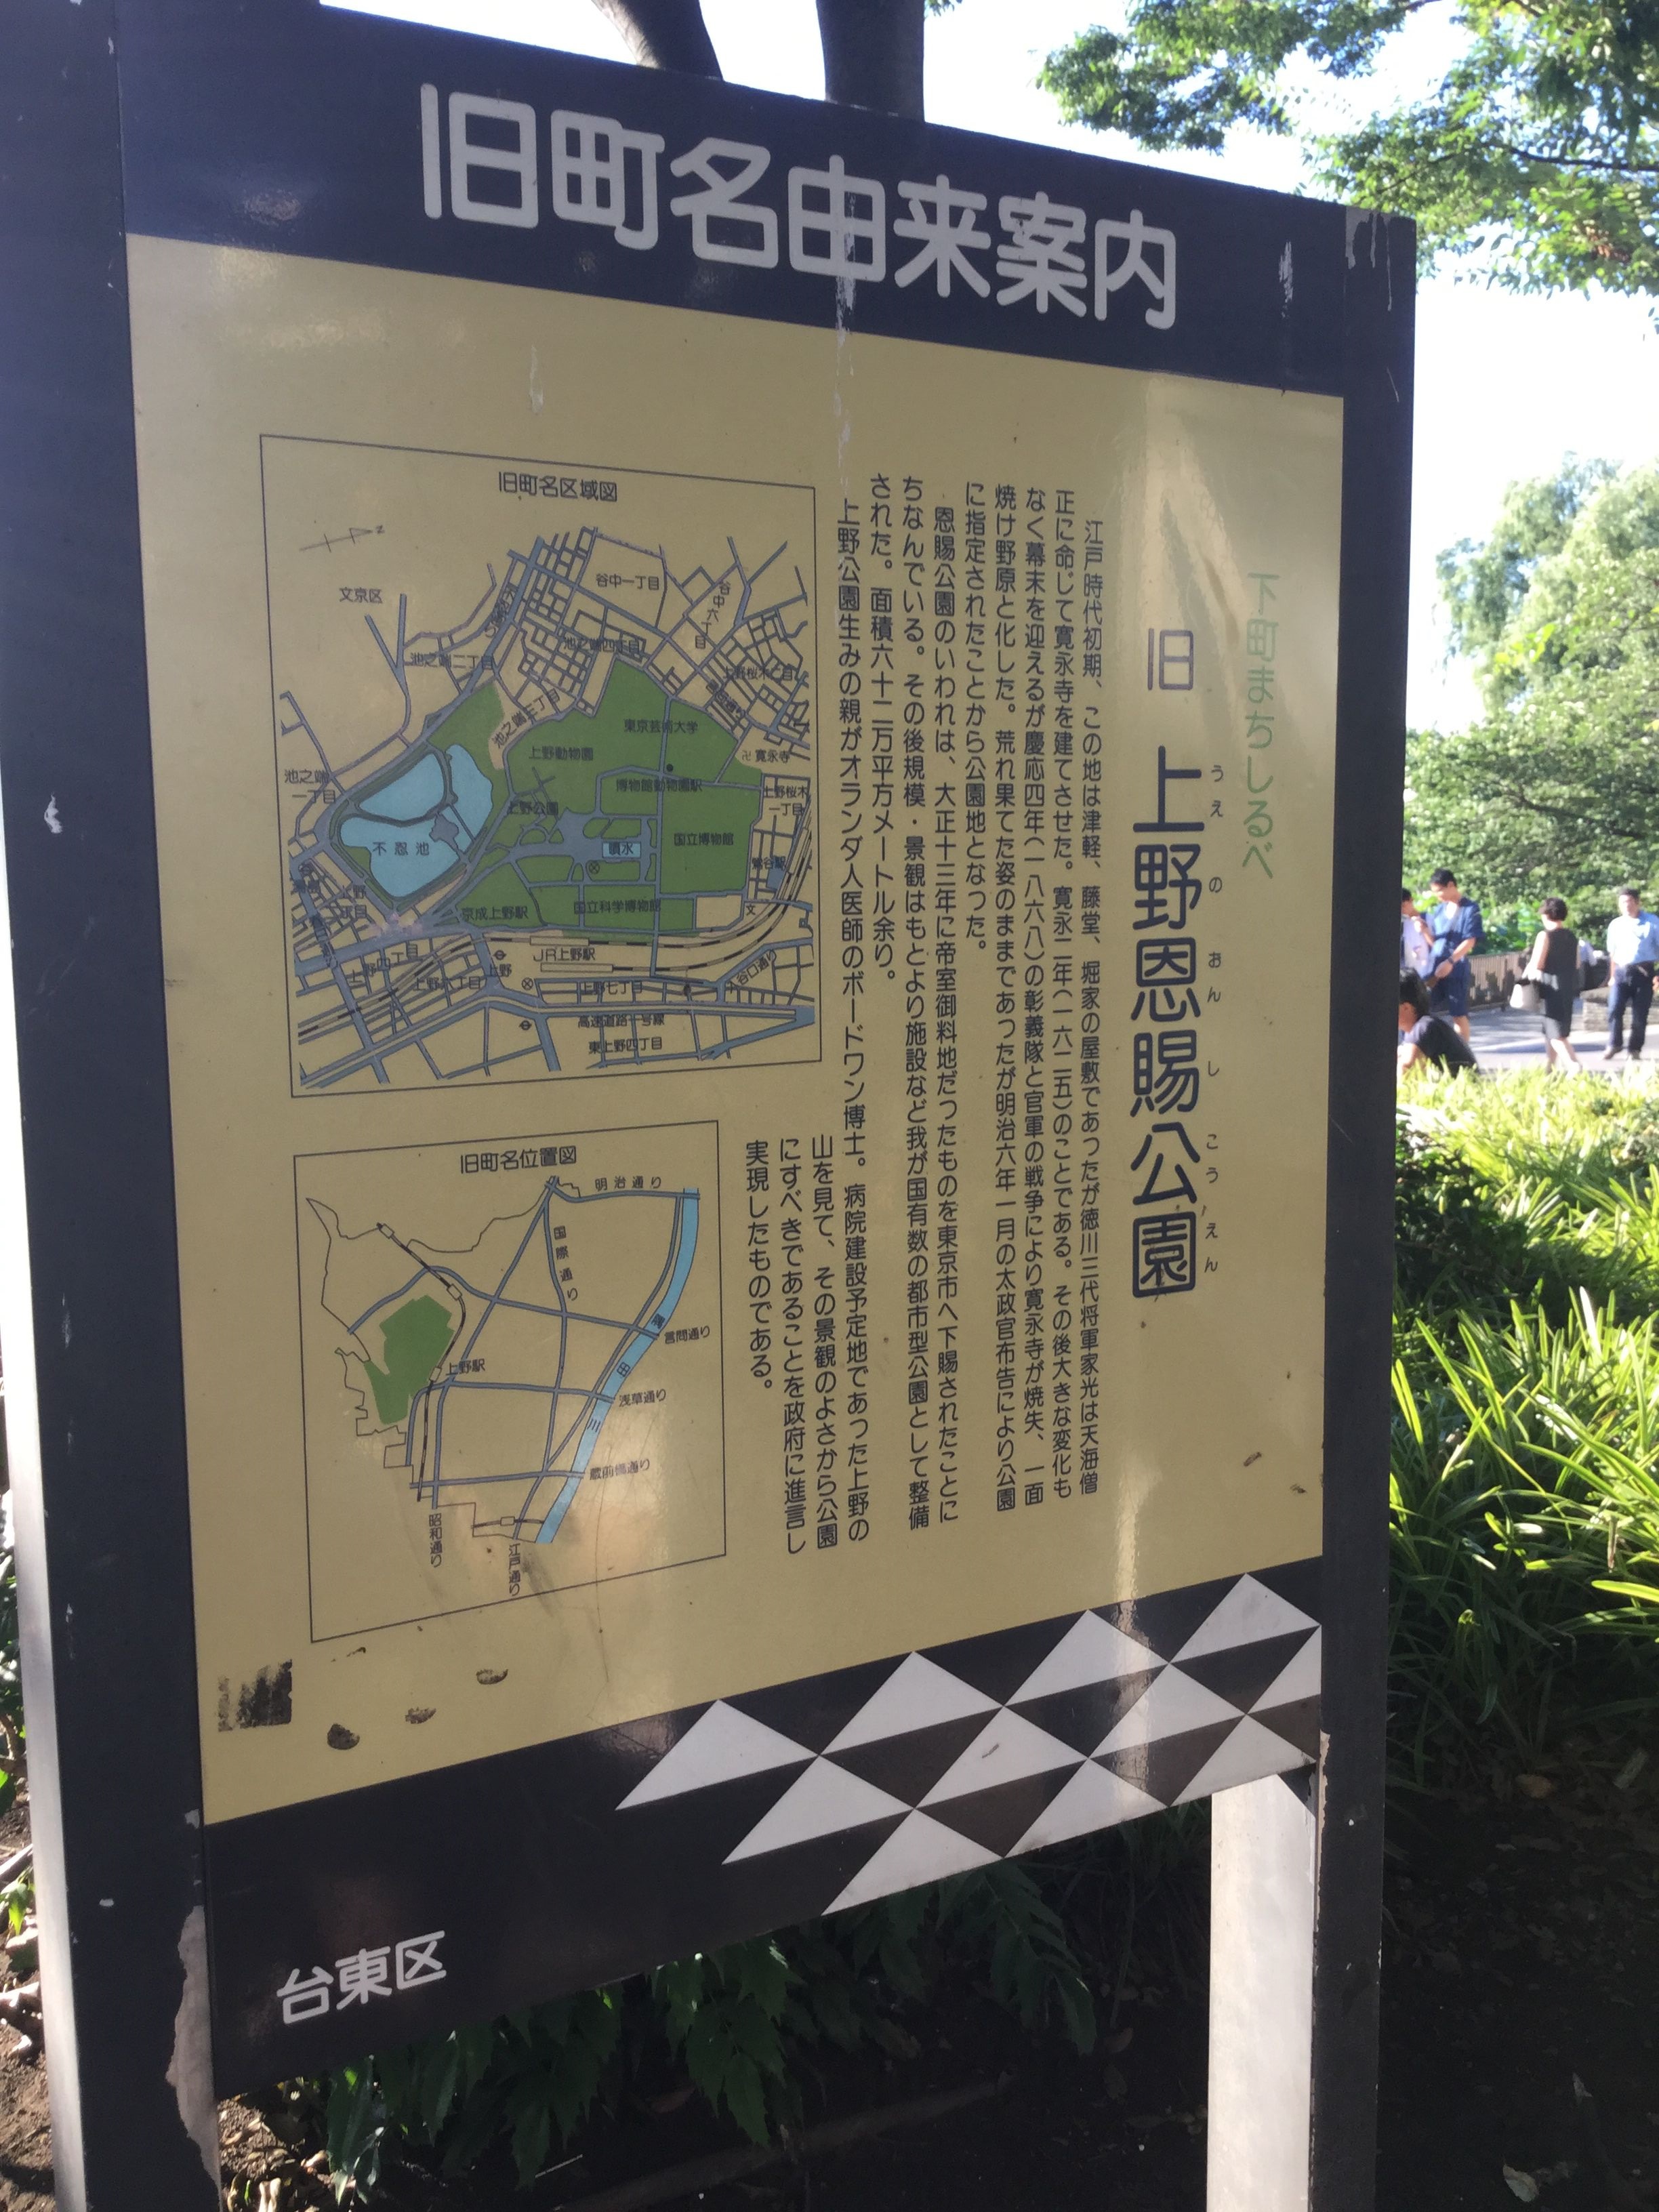 旧町名由来案内
下町まちしるべ
旧 上野恩賜公園
うえ の おん し こう えん
江戸時代初期、この地は津軽、藤堂、堀家の屋敷であったが徳川三代将軍家光は天海僧
正に命じて寛永寺を建てさせた。寛永二年(一六二五)のことである。その後大きな変化も
なく幕末を迎えるが慶応四年(一八六八)の彰義隊と官軍の戦争により寛永寺が焼失、一面
焼け野原と化した。荒れ果てた姿のままであったが明治六年一月の太政官布告により公園
に指定されたことから公園地となった。
恩賜公園のいわれは、大正十三年に帝室御料地だったものを東京市へ下賜されたことに
ちなんでいる。その後規模・景観はもとより施設など我が国有数の都市型公園として整備
された。面積六十二万平方メートル余り。
上野公園生みの親がオランダ人医師のボードワン博士。病院建設予定地であった上野の
山を見て、その景観のよさから公園
にすべきであることを政府に進言し
実現したものである。
旧町名区域図
N
文京区
谷中一丁目
谷中六丁目
池之端四丁目
池之端二丁目
上野桜木二丁目
池之端三丁目
東京芸術大学
寛永寺
上野動物園
池之端一丁目
博物館動物園駅
上野桜木一丁目
上野公園
国立博物館
不忍池
噴水
鶯谷駅
国立科学博物館
文
京成上野駅
JR上野駅
上野四丁目
上野
上野六丁目
上野七丁目
高速道路一号線
東上野四丁目
旧町名位置図
明治通り
国際通り
隅田川
言問通り
上野駅
浅草通り
蔵前橋通り
昭和通り
江戸通り
台東区